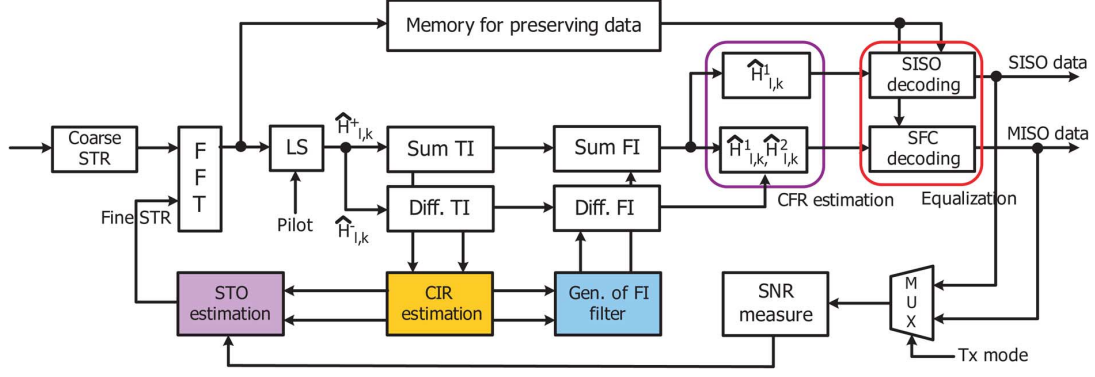 Memory for preserving data
Ĥ¹l,k
SISO
decoding
SISO data
Coarse
STR
F
F
T
LS
Ĥ⁺l,k
Sum TI
Sum FI
Ĥ¹l,k, Ĥ²l,k
SFC
decoding
MISO data
Fine STR
Pilot
Ĥ⁻l,k
Diff. TI
Diff. FI
CFR estimation
Equalization
STO
estimation
CIR
estimation
Gen. of FI
filter
SNR
measure
M
U
X
Tx mode